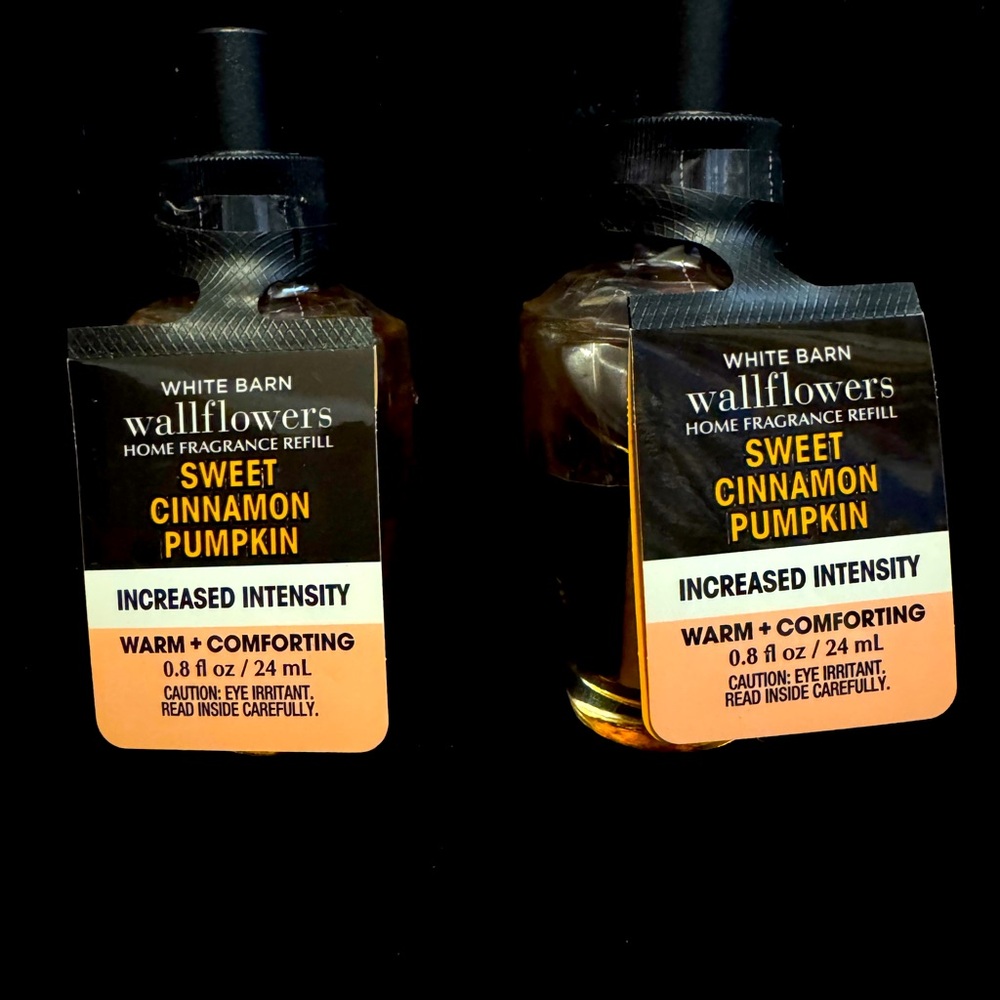 WHITE BARN
wallflowers
HOME FRAGRANCE REFILL
SWEET
CINNAMON
PUMPKIN
INCREASED INTENSITY
WARM + COMFORTING
0.8 fl oz / 24 mL
CAUTION: EYE IRRITANT.
READ INSIDE CAREFULLY.
WHITE BARN
wallflowers
HOME FRAGRANCE REFILL
SWEET
CINNAMON
PUMPKIN
INCREASED INTENSITY
WARM + COMFORTING
0.8 fl oz / 24 mL
CAUTION: EYE IRRITANT.
READ INSIDE CAREFULLY.